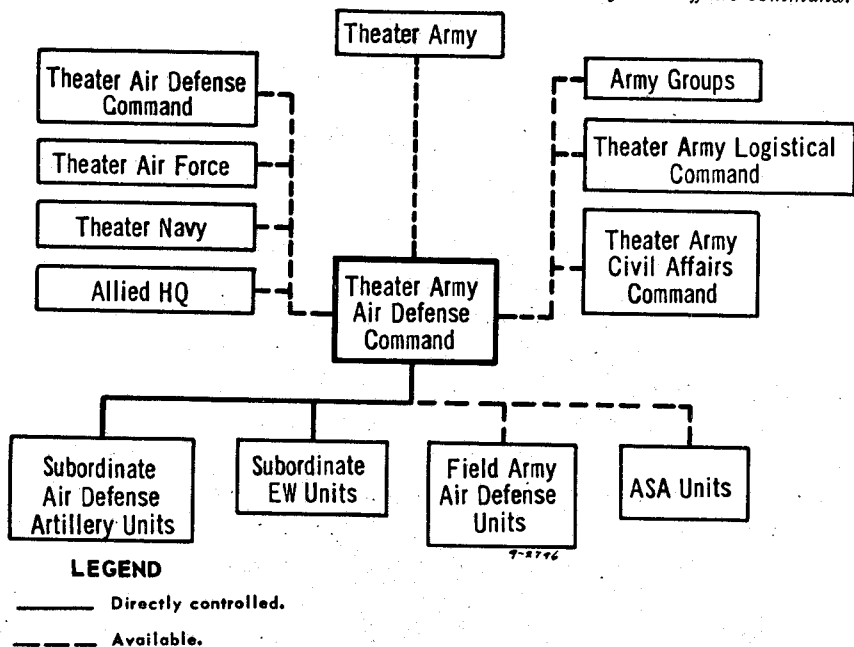 command.
Theater Army
Theater Air Defense
Command
Theater Air Force
Theater Navy
Allied HQ
Army Groups
Theater Army Logistical
Command
Theater Army
Civil Affairs
Command
Theater Army
Air Defense
Command
Subordinate
Air Defense
Artillery Units
Subordinate
EW Units
Field Army
Air Defense
Units
ASA Units
LEGEND
Directly controlled.
Available.